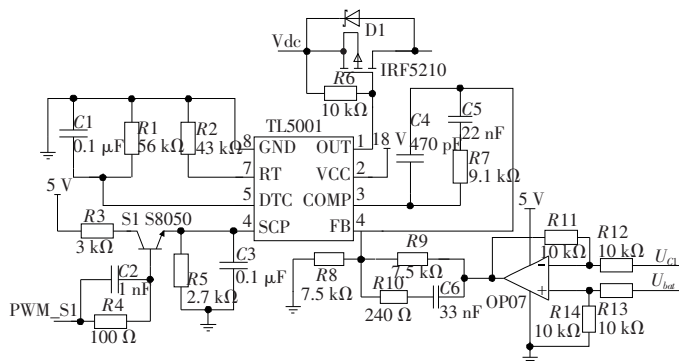 D1
Vdc
IRF5210
R6
10 kΩ
TL5001
C4
470 pF
C5
22 nF
R7
9.1 kΩ
18 V
C1
0.1 μF
R1
56 kΩ
R2
43 kΩ
8 GND OUT 1
7 RT VCC 2
5 DTC COMP 3
4 SCP FB 4
5 V
R3
3 kΩ
S1 S8050
C2
1 nF
R4
100 Ω
PWM_S1
R5
2.7 kΩ
C3
0.1 μF
R8
7.5 kΩ
R9
7.5 kΩ
R10
240 Ω
C6
33 nF
5 V
R11
10 kΩ
R12
10 kΩ
UC1
Ubat
OP07
R14
10 kΩ
R13
10 kΩ